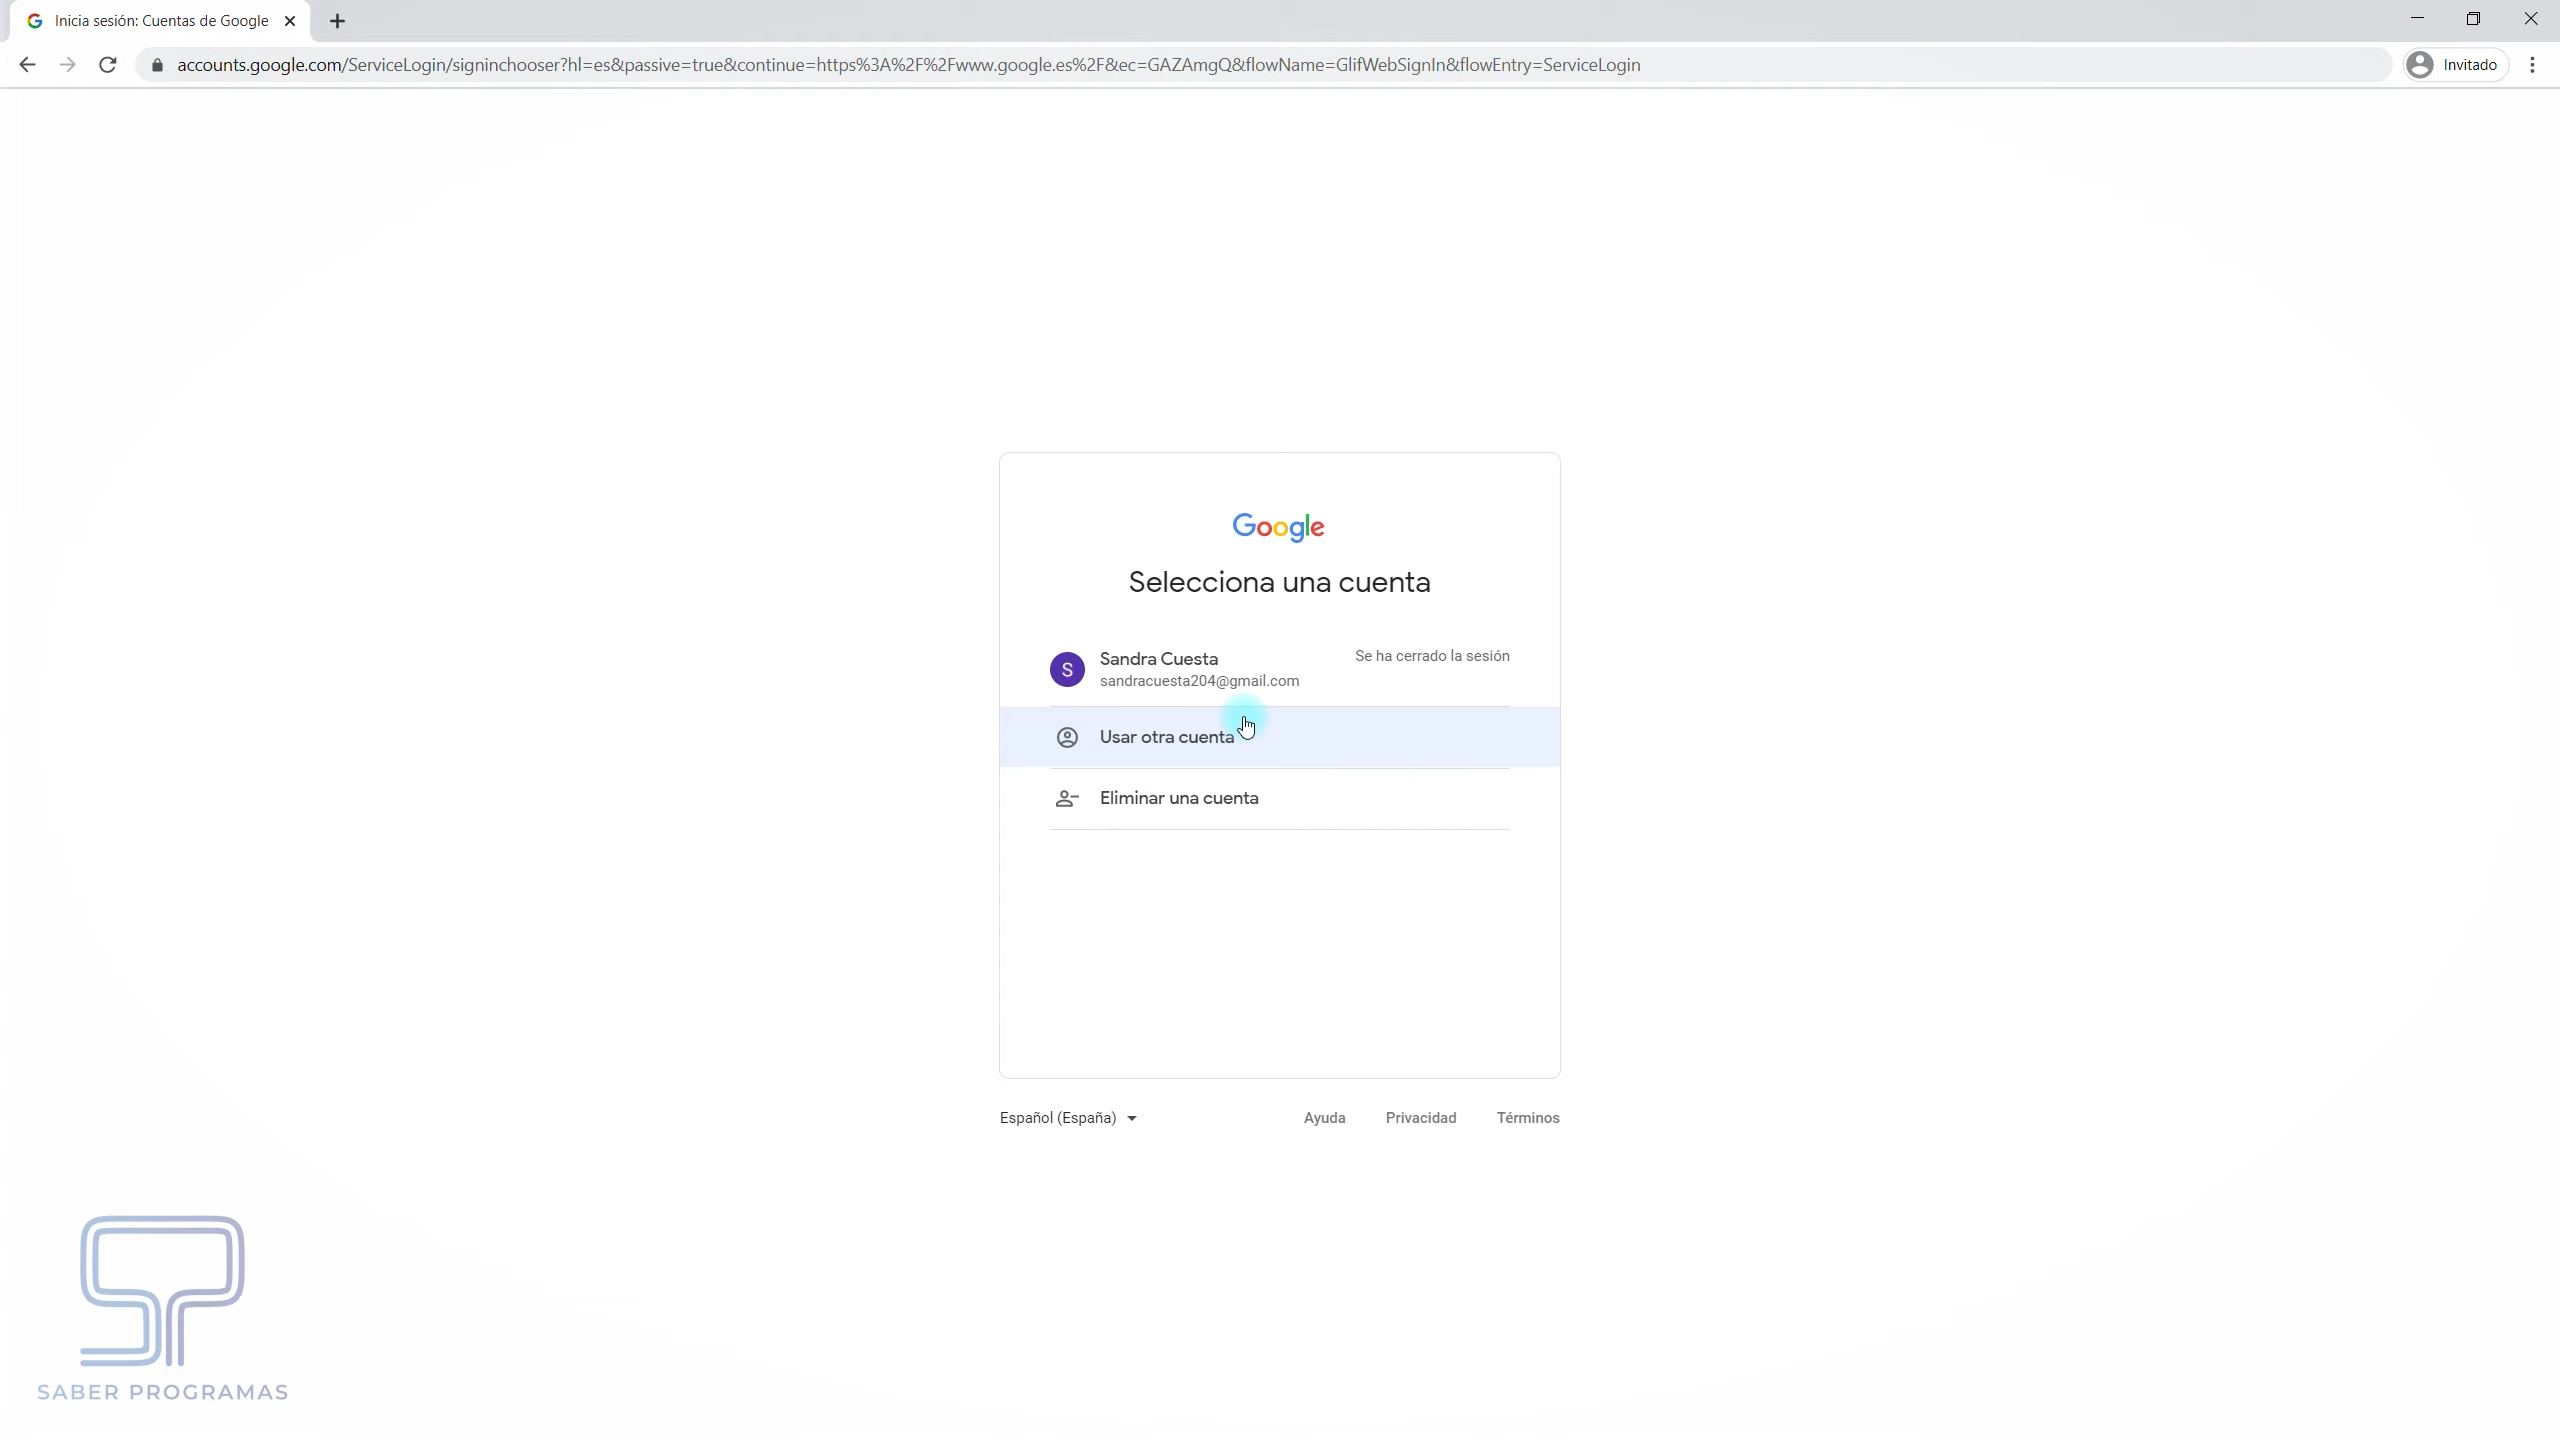 Inicia sesión: Cuentas de Google
accounts.google.com/ServiceLogin/signinchooser?hl=es&passive=true&continue=https%3A%2F%2Fwww.google.es%2F&ec=GAZAmgQ&flowName=GlifWebSignIn&flowEntry=ServiceLogin
Invitado
Google
Selecciona una cuenta
S
Sandra Cuesta
Se ha cerrado la sesión
sandracuesta204@gmail.com
Usar otra cuenta
Eliminar una cuenta
Español (España)
Ayuda
Privacidad
Términos
SP
SABER PROGRAMAS